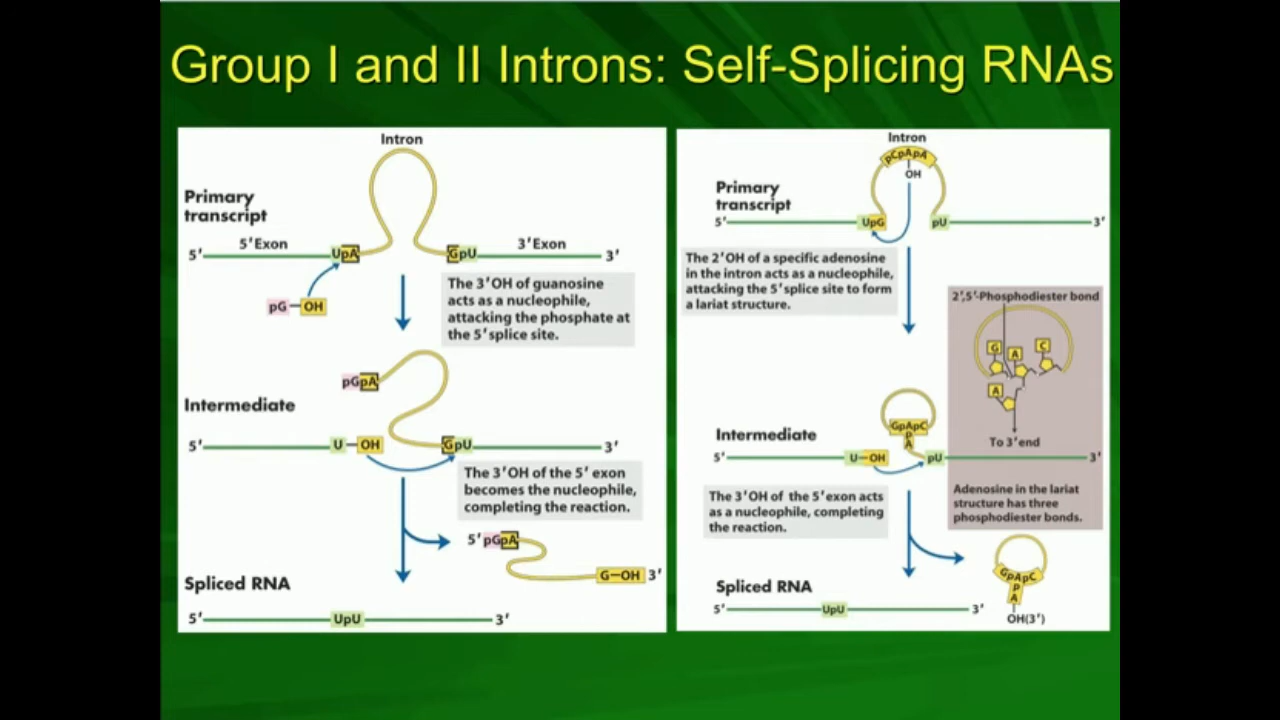 Group I and II Introns: Self-Splicing RNAs
Intron
Primary
transcript
5′Exon
3′Exon
5′
UpA
GpU
3′
pG
OH
The 3′OH of guanosine
acts as a nucleophile,
attacking the phosphate at
the 5′splice site.
pGpA
Intermediate
5′
U
OH
GpU
3′
The 3′OH of the 5′ exon
becomes the nucleophile,
completing the reaction.
5′
pGpA
G—OH
3′
Spliced RNA
5′
UpU
3′
Intron
pCpApA
OH
Primary
transcript
5′
UpG
pU
3′
The 2′OH of a specific adenosine
in the intron acts as a nucleophile,
attacking the 5′splice site to form
a lariat structure.
2′,5′-Phosphodiester bond
G
A
C
A
To 3′end
Adenosine in the lariat
structure has three
phosphodiester bonds.
GpApC
p
A
Intermediate
5′
U—OH
pU
3′
The 3′OH of the 5′exon acts
as a nucleophile, completing
the reaction.
GpApC
p
A
OH(3′)
Spliced RNA
5′
UpU
3′